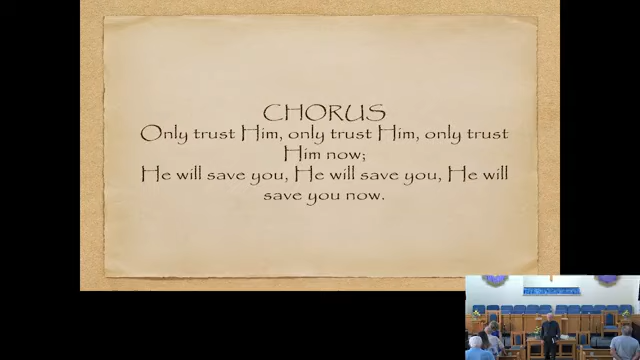 CHORUS
Only trust Him, only trust Him, only trust
Him now;
He will save you, He will save you, He will
save you now.